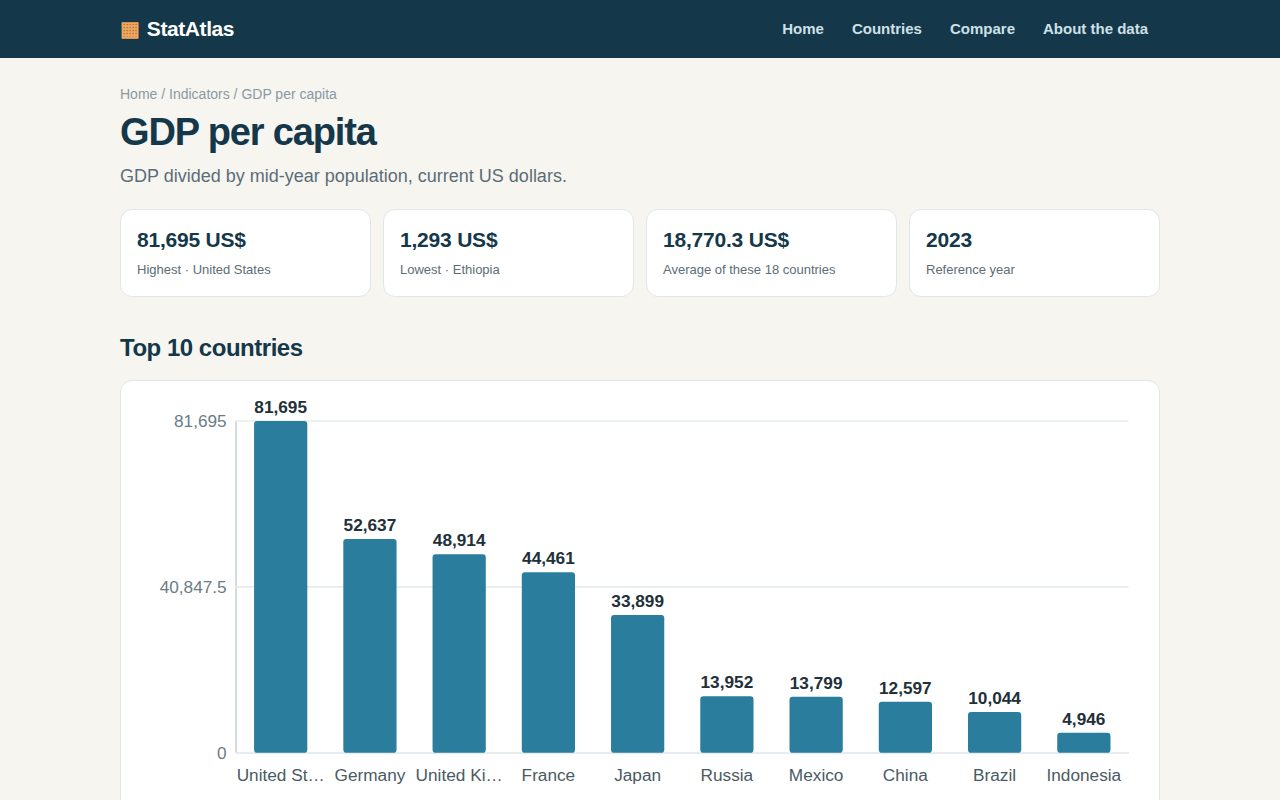 StatAtlas
Home Countries Compare About the data
Home / Indicators / GDP per capita
GDP per capita
GDP divided by mid-year population, current US dollars.
81,695 US$
Highest · United States
1,293 US$
Lowest · Ethiopia
18,770.3 US$
Average of these 18 countries
2023
Reference year
Top 10 countries
81,695
40,847.5
0
81,695
52,637
48,914
44,461
33,899
13,952
13,799
12,597
10,044
4,946
United St… Germany United Ki… France Japan Russia Mexico China Brazil Indonesia